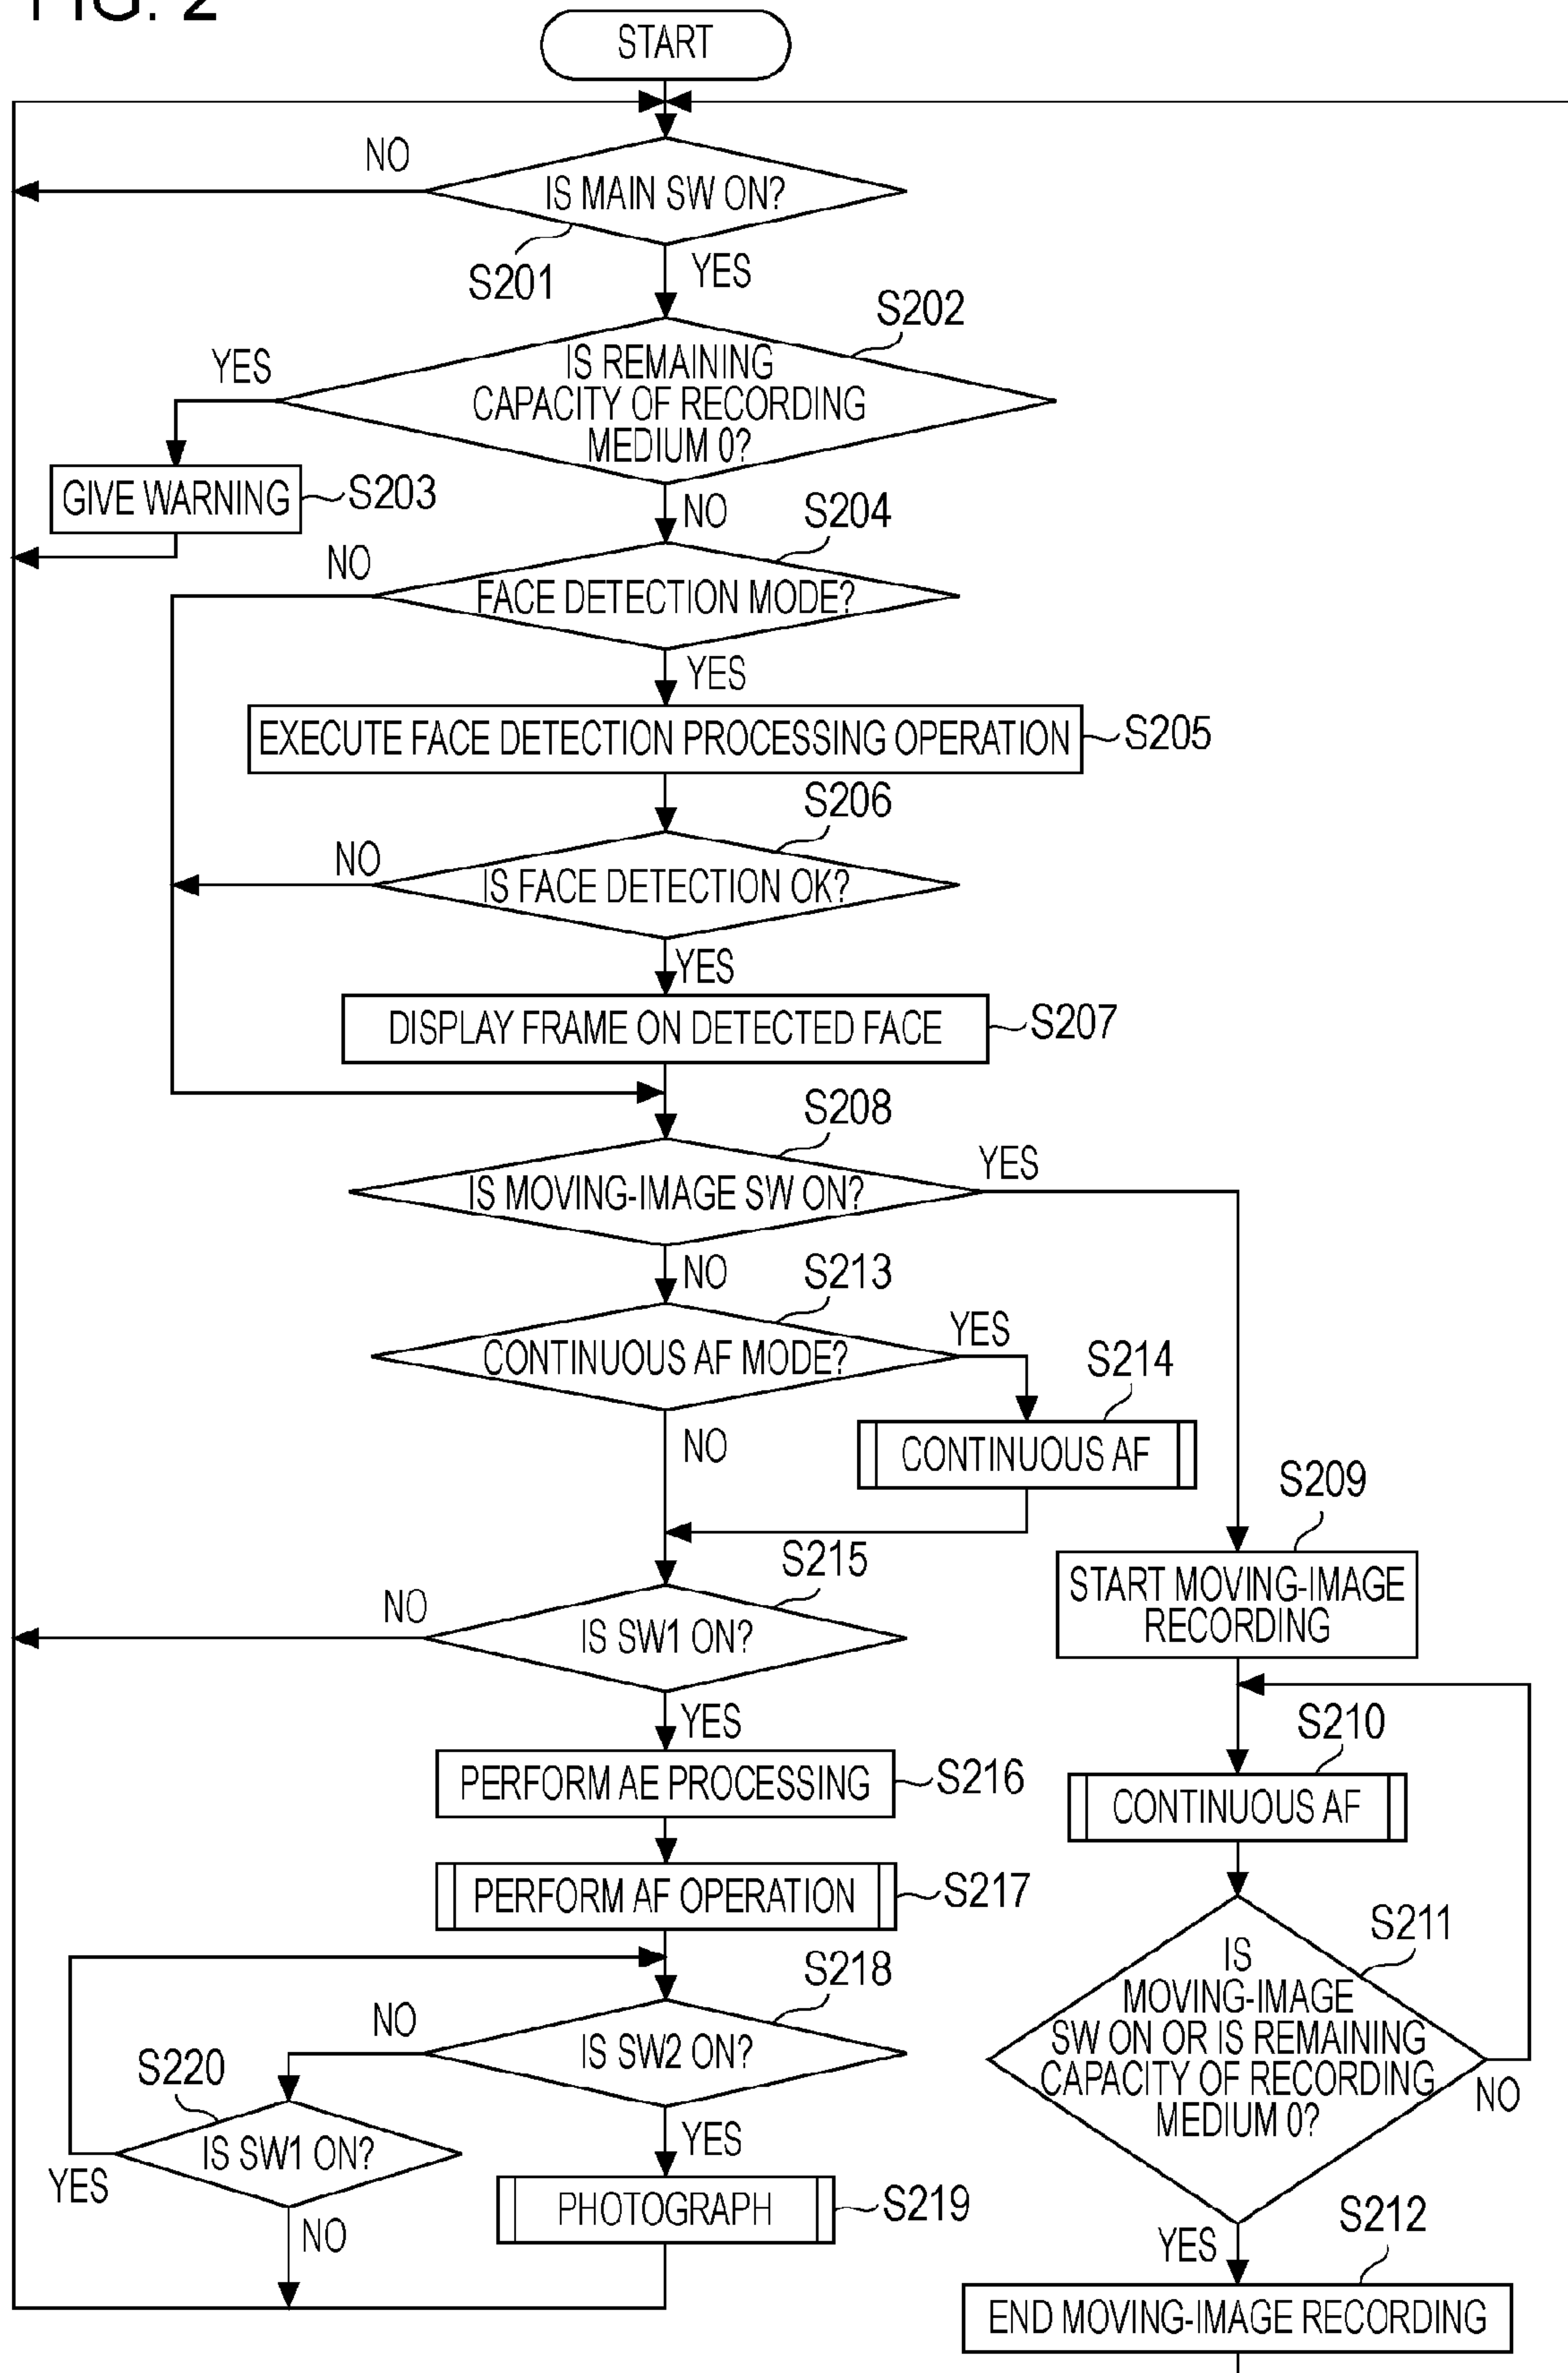 FIG. 2
START
NO
IS MAIN SW ON?
S201
YES
S202
YES
IS REMAINING
CAPACITY OF RECORDING
MEDIUM 0?
GIVE WARNING
S203
NO
S204
NO
FACE DETECTION MODE?
YES
EXECUTE FACE DETECTION PROCESSING OPERATION
S205
S206
NO
IS FACE DETECTION OK?
YES
DISPLAY FRAME ON DETECTED FACE
S207
S208
YES
IS MOVING-IMAGE SW ON?
NO
S213
YES
CONTINUOUS AF MODE?
S214
NO
CONTINUOUS AF
S209
START MOVING-IMAGE
RECORDING
S215
NO
IS SW1 ON?
YES
S210
PERFORM AE PROCESSING
S216
CONTINUOUS AF
PERFORM AF OPERATION
S217
S211
IS
MOVING-IMAGE
SW ON OR IS REMAINING
CAPACITY OF RECORDING
MEDIUM 0?
NO
S218
NO
IS SW2 ON?
S220
IS SW1 ON?
YES
YES
NO
PHOTOGRAPH
S219
YES
S212
END MOVING-IMAGE RECORDING